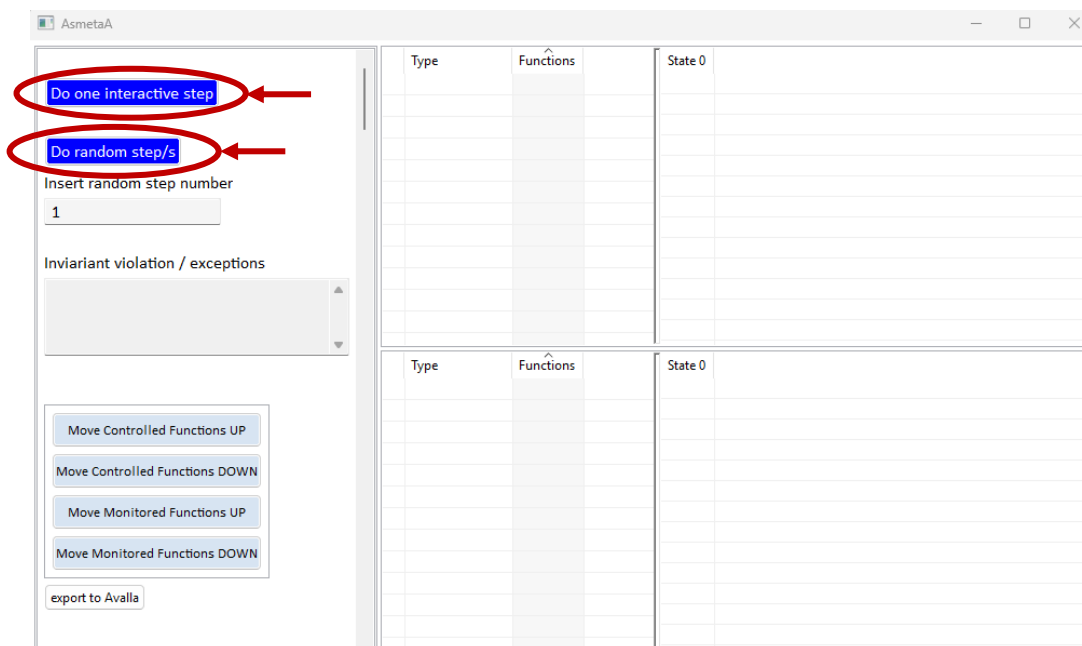 AsmetaA
Do one interactive step
Do random step/s
Insert random step number
1
Inviariant violation / exceptions
Move Controlled Functions UP
Move Controlled Functions DOWN
Move Monitored Functions UP
Move Monitored Functions DOWN
export to Avalla
Type Functions State 0
Type Functions State 0